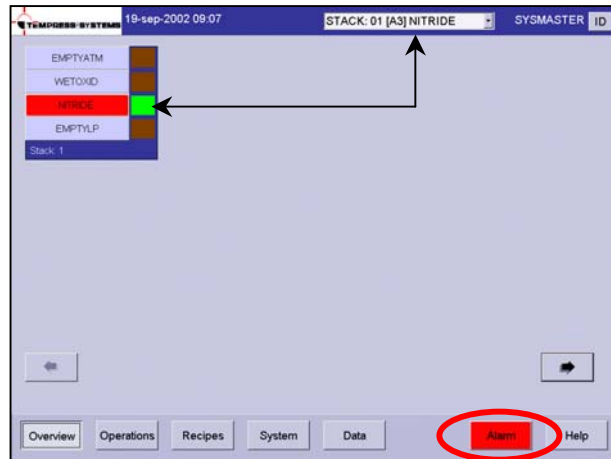 TEMPRESS SYSTEMS 19-sep-2002 09:07 STACK: 01 [A3] NITRIDE SYSMASTER ID
EMPTYATM
WETOXID
NITRIDE
EMPTYLP
Stack 1
Overview Operations Recipes System Data Alarm Help